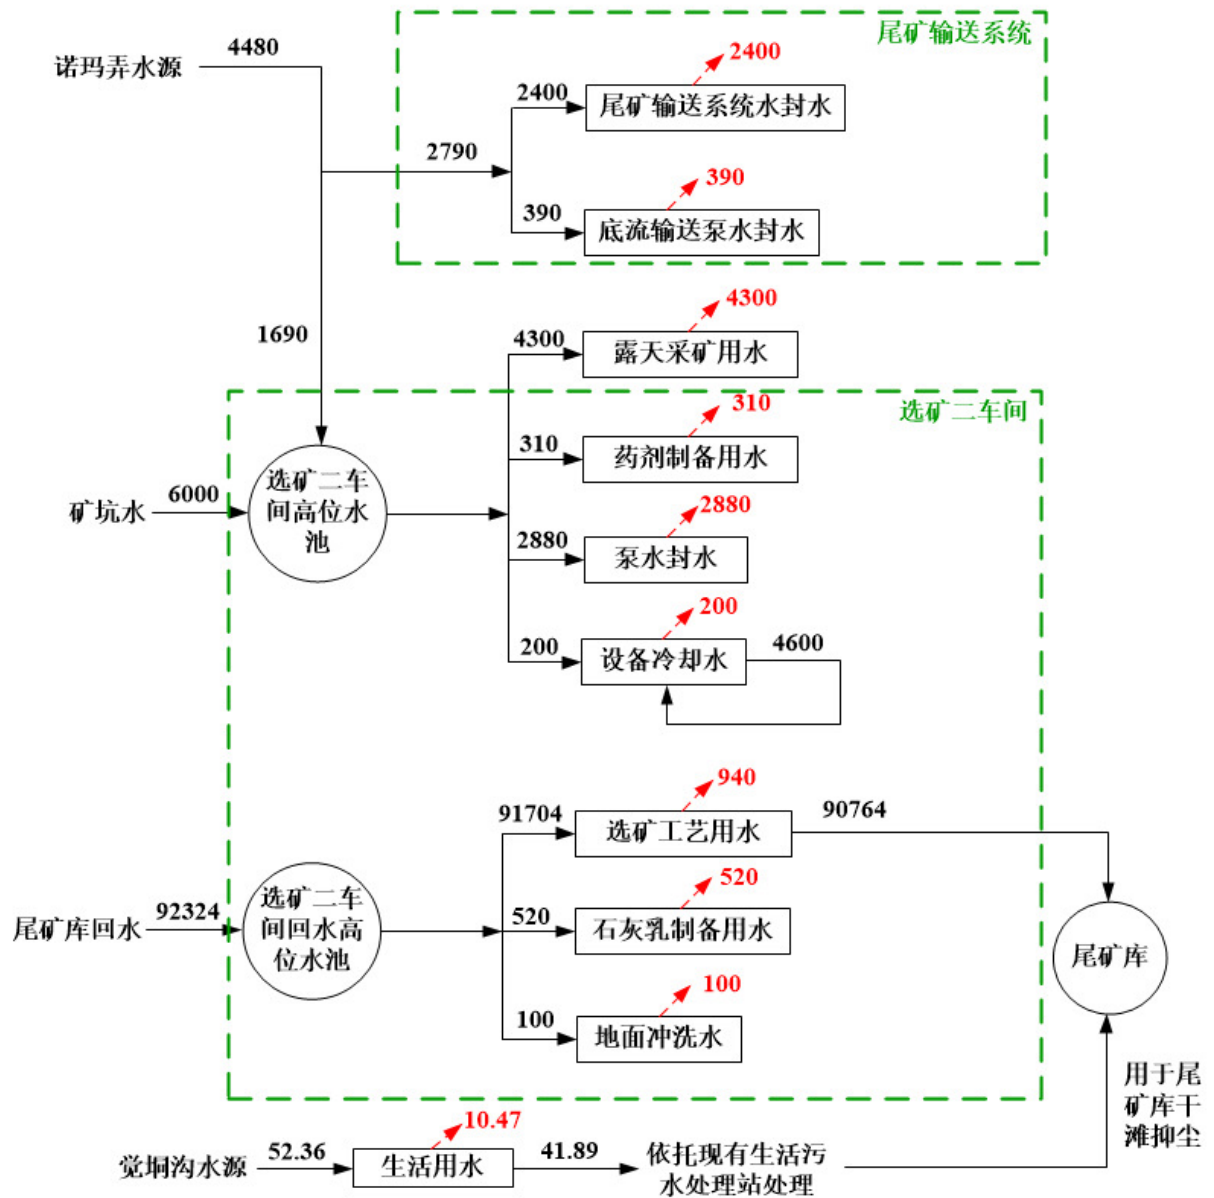 尾矿输送系统
4480
诺玛弄水源
2400
2400
尾矿输送系统水封水
2790
390
390
底流输送泵水封水
4300
1690
4300
露天采矿用水
选矿二车间
310
310
药剂制备用水
选矿二车
间高位水
池
6000
矿坑水
2880
2880
泵水封水
200
200
设备冷却水
4600
940
91704
选矿工艺用水
90764
选矿二车
间回水高
位水池
92324
尾矿库回水
520
520
石灰乳制备用水
尾矿库
100
100
地面冲洗水
用于尾
矿库干
滩抑尘
10.47
52.36
觉垌沟水源
生活用水
41.89
依托现有生活污
水处理站处理